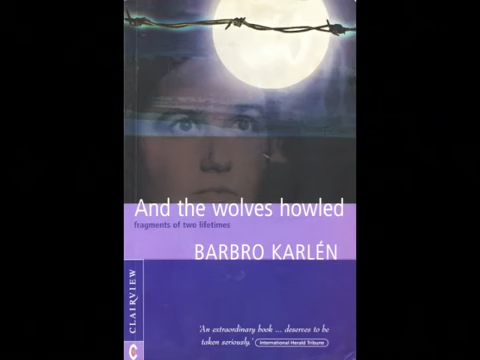 And the wolves howled
fragments of two lifetimes
BARBRO KARLÉN
CLAIRVIEW
'An extraordinary book ... deserves to be
taken seriously.' International Herald Tribune